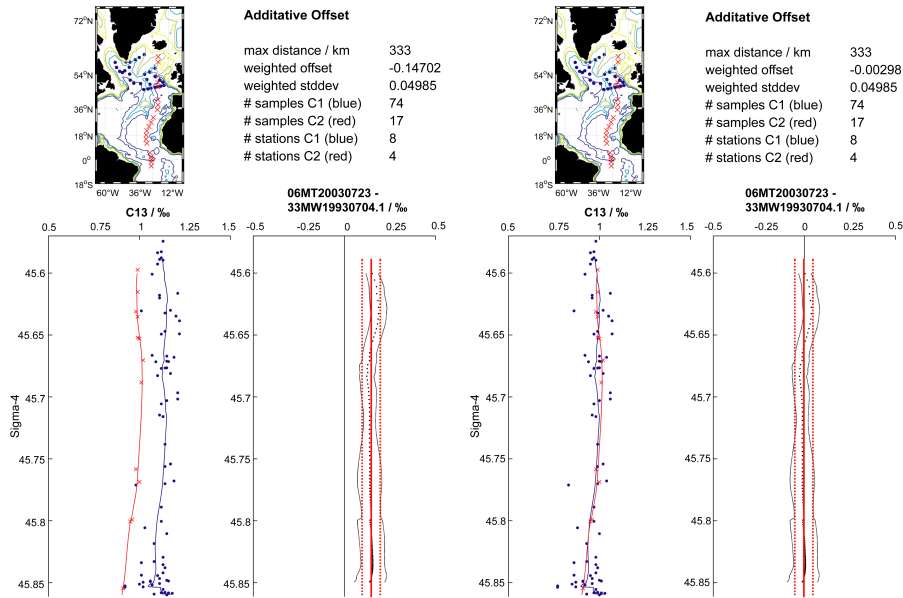 Additative Offset
max distance / km 333
weighted offset -0.14702
weighted stddev 0.04985
# samples C1 (blue) 74
# samples C2 (red) 17
# stations C1 (blue) 8
# stations C2 (red) 4
72°N
54°N
36°N
18°N
0°
18°S
60°W 36°W 12°W
C13 / ‰
0.5 0.75 1 1.25 1.5
06MT20030723 -
33MW19930704.1 / ‰
-0.5 -0.25 0 0.25 0.5
Sigma-4
45.6
45.65
45.7
45.75
45.8
45.85
Additative Offset
max distance / km 333
weighted offset -0.00298
weighted stddev 0.04985
# samples C1 (blue) 74
# samples C2 (red) 17
# stations C1 (blue) 8
# stations C2 (red) 4
72°N
54°N
36°N
18°N
0°
18°S
60°W 36°W 12°W
C13 / ‰
0.5 0.75 1 1.25 1.5
06MT20030723 -
33MW19930704.1 / ‰
-0.5 -0.25 0 0.25 0.5
Sigma-4
45.6
45.65
45.7
45.75
45.8
45.85